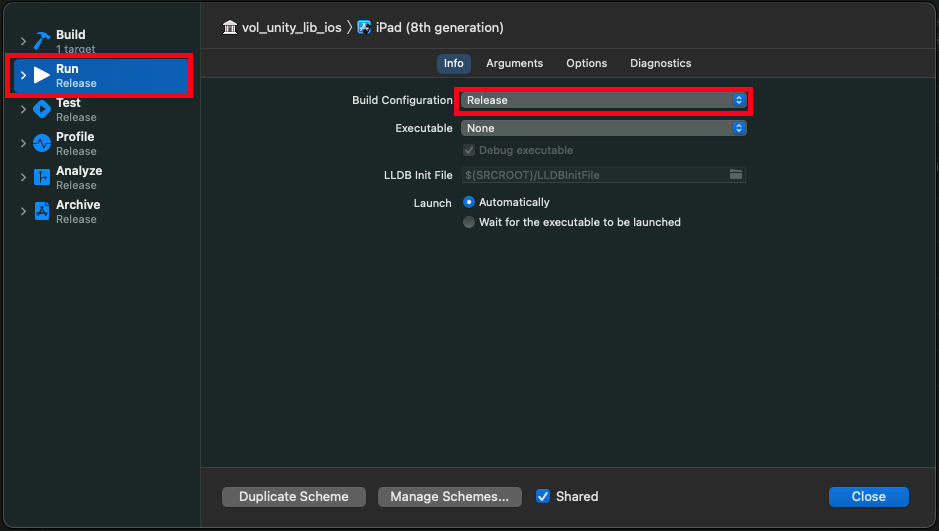 Build
1 target
Run
Release
Test
Release
Profile
Release
Analyze
Release
Archive
Release
vol_unity_lib_ios 〉 iPad (8th generation)
Info Arguments Options Diagnostics
Build Configuration Release
Executable None
Debug executable
LLDB Init File $(SRCROOT)/LLDBInitFile
Launch Automatically
Wait for the executable to be launched
Duplicate Scheme Manage Schemes... Shared Close